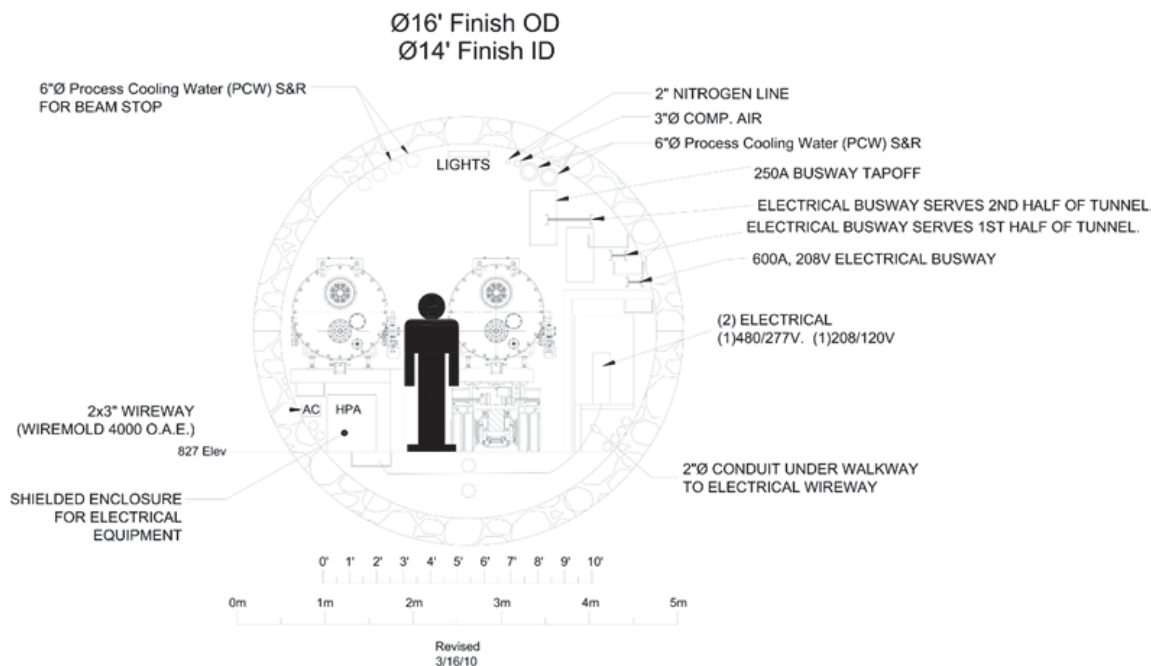 Ø16' Finish OD
Ø14' Finish ID
6"Ø Process Cooling Water (PCW) S&R
FOR BEAM STOP
2" NITROGEN LINE
3"Ø COMP. AIR
6"Ø Process Cooling Water (PCW) S&R
LIGHTS
250A BUSWAY TAPOFF
ELECTRICAL BUSWAY SERVES 2ND HALF OF TUNNEL.
ELECTRICAL BUSWAY SERVES 1ST HALF OF TUNNEL.
600A, 208V ELECTRICAL BUSWAY
(2) ELECTRICAL
(1)480/277V. (1)208/120V
2x3" WIREWAY
(WIREMOLD 4000 O.A.E.)
AC
HPA
827 Elev
2"Ø CONDUIT UNDER WALKWAY
TO ELECTRICAL WIREWAY
SHIELDED ENCLOSURE
FOR ELECTRICAL
EQUIPMENT
0' 1' 2' 3' 4' 5' 6' 7' 8' 9' 10'
0m 1m 2m 3m 4m 5m
Revised
3/16/10